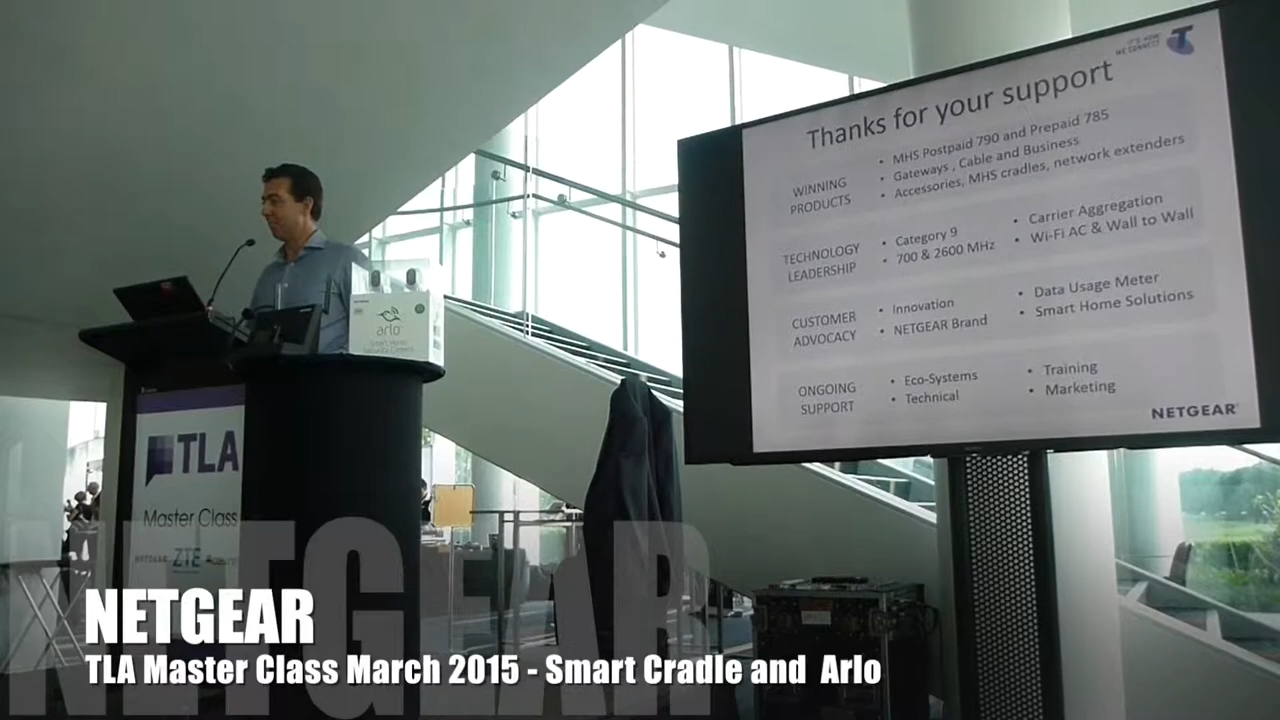 IT'S HOW
WE CONNECT
T
Thanks for your support
WINNING
PRODUCTS
• MHS Postpaid 790 and Prepaid 785
• Gateways , Cable and Business
• Accessories, MHS cradles, network extenders
TECHNOLOGY
LEADERSHIP
• Category 9
• 700 & 2600 MHz
• Carrier Aggregation
• Wi-Fi AC & Wall to Wall
CUSTOMER
ADVOCACY
• Innovation
• NETGEAR Brand
• Data Usage Meter
• Smart Home Solutions
ONGOING
SUPPORT
• Eco-Systems
• Technical
• Training
• Marketing
NETGEAR
arlo
Smart Home
Security Camera
TLA
Master Class
NETGEAR ZTE
NETGEAR
NETGEAR
TLA Master Class March 2015 - Smart Cradle and Arlo